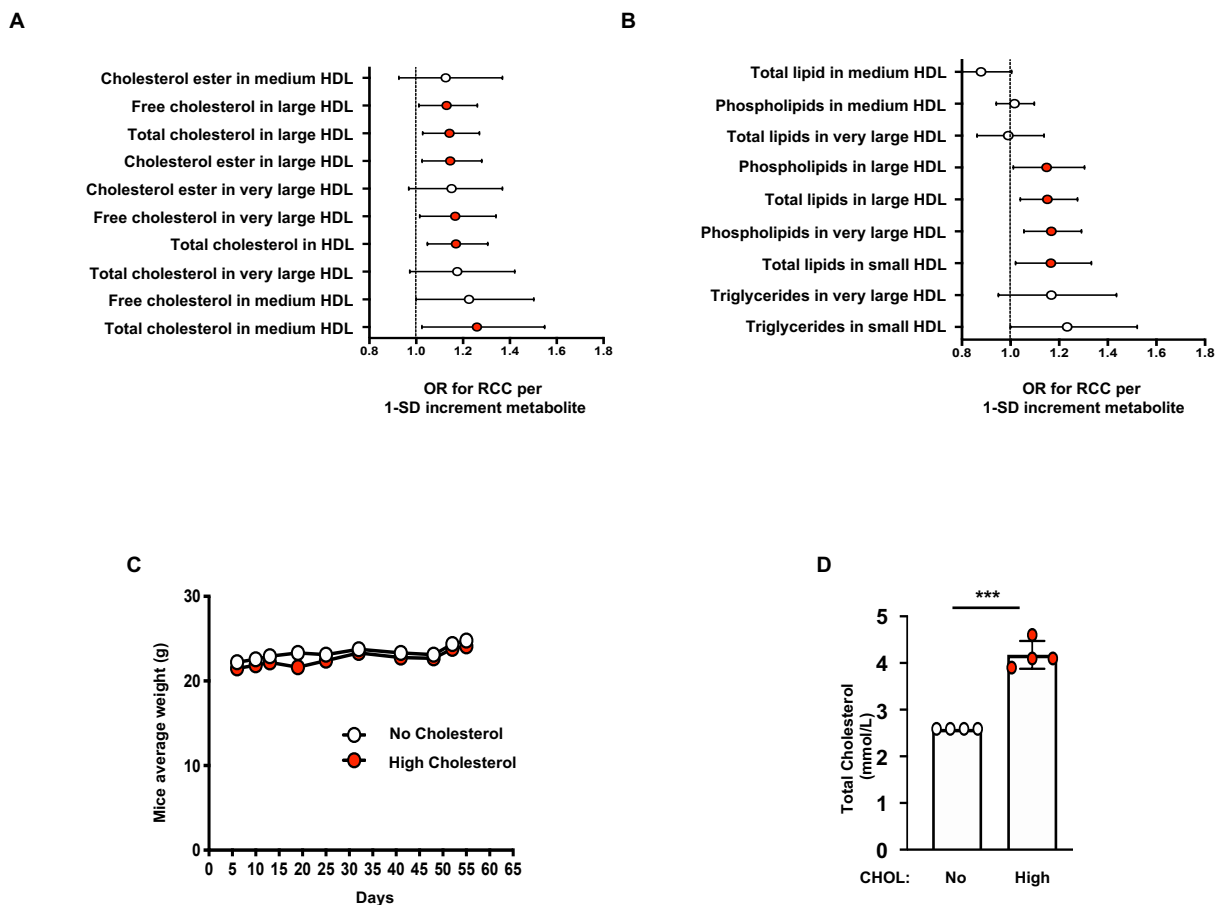 A
Cholesterol ester in medium HDL
Free cholesterol in large HDL
Total cholesterol in large HDL
Cholesterol ester in large HDL
Cholesterol ester in very large HDL
Free cholesterol in very large HDL
Total cholesterol in HDL
Total cholesterol in very large HDL
Free cholesterol in medium HDL
Total cholesterol in medium HDL
0.8 1.0 1.2 1.4 1.6 1.8
OR for RCC per
1-SD increment metabolite
B
Total lipid in medium HDL
Phospholipids in medium HDL
Total lipids in very large HDL
Phospholipids in large HDL
Total lipids in large HDL
Phospholipids in very large HDL
Total lipids in small HDL
Triglycerides in very large HDL
Triglycerides in small HDL
0.8 1.0 1.2 1.4 1.6 1.8
OR for RCC per
1-SD increment metabolite
C
Mice average weight (g)
30
20
10
0
No Cholesterol
High Cholesterol
0 5 10 15 20 25 30 35 40 45 50 55 60 65
Days
D
Total Cholesterol
(mmol/L)
***
5
4
3
2
1
0
CHOL: No High